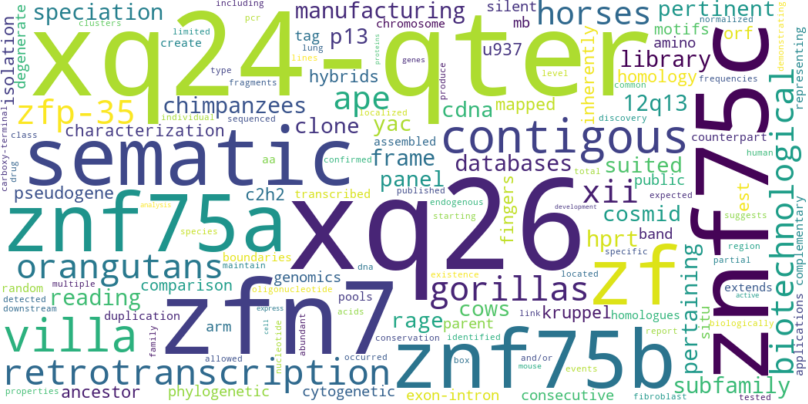 speciation
clusters
including
pcr
limited
create
lung
lines
xq24-qter
manufacturing
chromosome
tag
p13
silent
mb
u937
horses
pertinent
normalized
motifs
orf
amino
library
homology
frequencies
isolation
degenerate
zfp-35
individual
type
fragments
sequenced
hybrids
genes
proteins
level
produce
inherently
common
discovery
12q13
counterpart
human
znf75c
demonstrating
representing
bitechnological
carboxy-terminal
class
drug
characterization
chimpanzees
clone
ape
yac
cdna
mapped
localized
assembled
frame
contiguous
databases
suited
public
est
expected
suggests
sematic
aa
confirmed
panel
published
total
xii
cosmid
pseudogene
c2h2
transcribed
endogenous
starting
development
fingers
hprt
band
region
partial
complementary
znf75a
analysis
species
boundaries
maintain
dna
xq26
specific
located
zf
extends
active
orangutans
genomics
oligonucleotide
existence
gorillas
pertaining
situ
random
multiple
comparison
detected
downstream
reading
duplication
zfn7
pools
acids
abundant
cows
link
kruppel
homologues
biologically
applications
villa
family
arm
express
cell
nucleotide
rage
parent
conservation
identified
report
allowed
occurred
box
and/or
mouse
events
retrotranscription
znf75b
subfamily
properties
ancestor
phylogenetic
cytogenetic
exon-intron
consecutive
fibroblast
tested